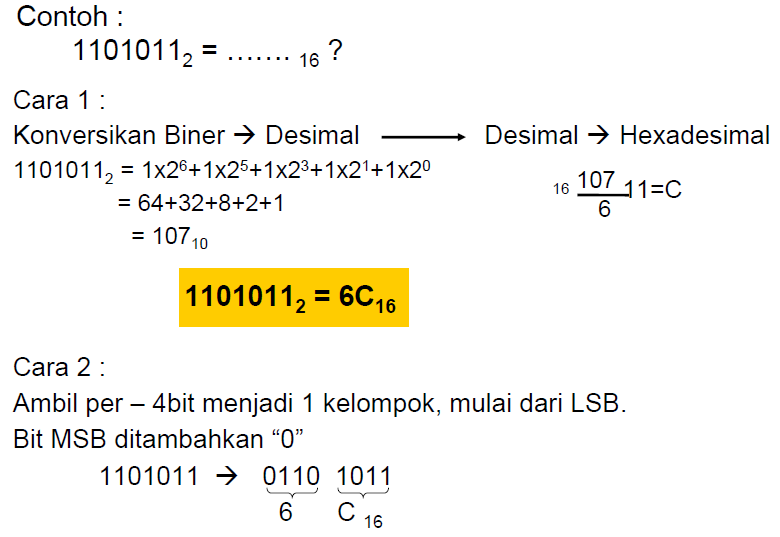 Contoh :
1101011₂ = ....... ₁₆ ?
Cara 1 :
Konversikan Biner → Desimal ⟶ Desimal → Hexadesimal
1101011₂ = 1x2⁶+1x2⁵+1x2³+1x2¹+1x2⁰
= 64+32+8+2+1
= 107₁₀
16 107 11=C
6
1101011₂ = 6C₁₆
Cara 2 :
Ambil per – 4bit menjadi 1 kelompok, mulai dari LSB.
Bit MSB ditambahkan “0”
1101011 → 0110 1011
6 C ₁₆